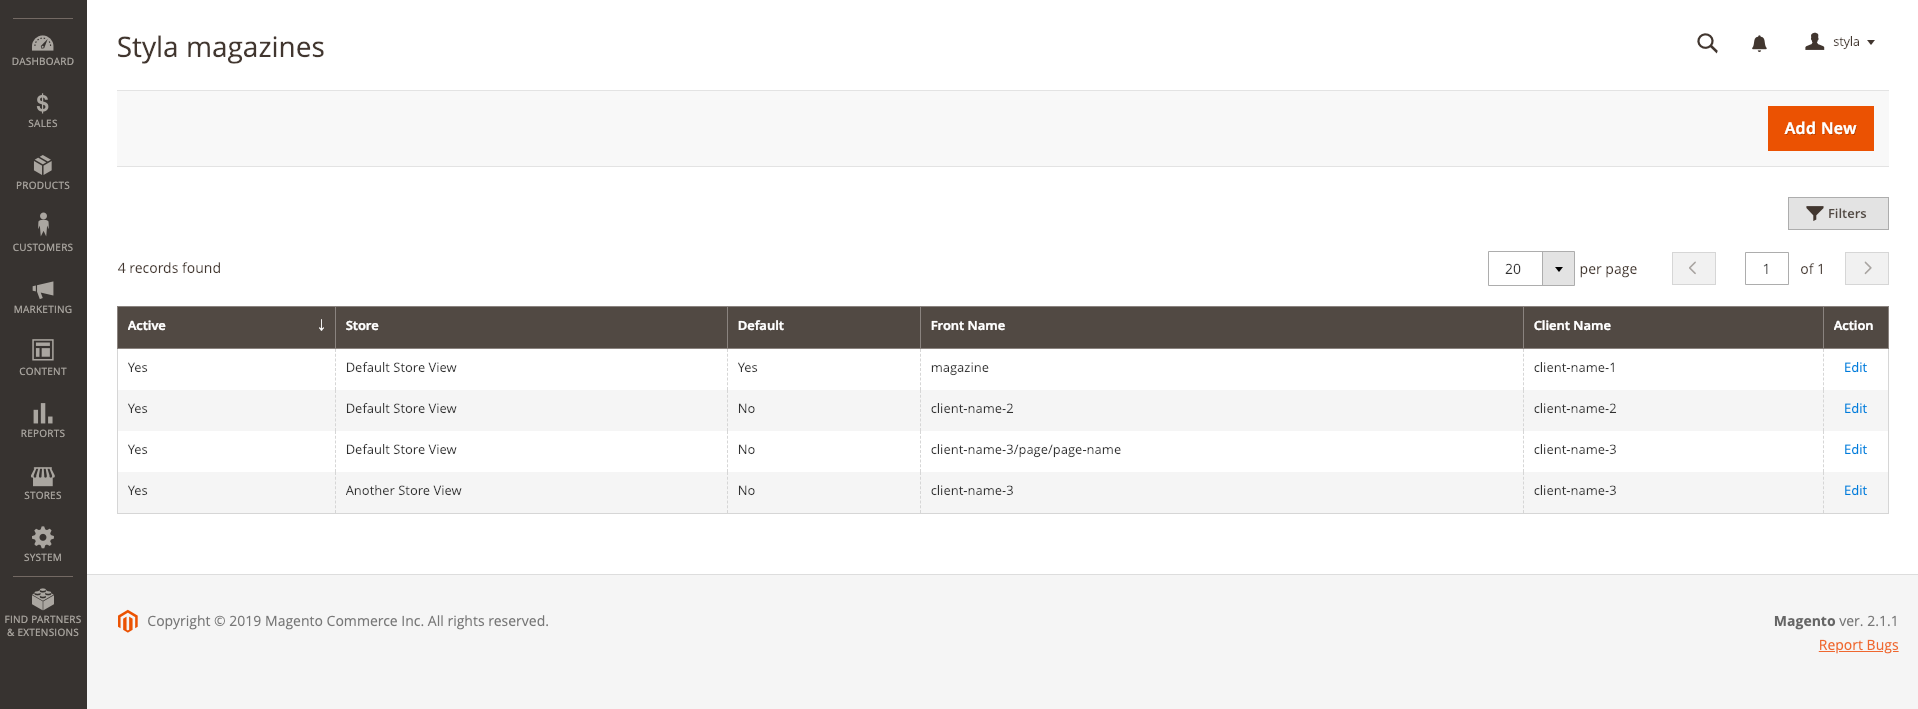 DASHBOARD
SALES
PRODUCTS
CUSTOMERS
MARKETING
CONTENT
REPORTS
STORES
SYSTEM
FIND PARTNERS
& EXTENSIONS
Styla magazines
styla
Add New
Filters
4 records found
20 per page 1 of 1
Active Store Default Front Name Client Name Action
Yes Default Store View Yes magazine client-name-1 Edit
Yes Default Store View No client-name-2 client-name-2 Edit
Yes Default Store View No client-name-3/page/page-name client-name-3 Edit
Yes Another Store View No client-name-3 client-name-3 Edit
Copyright © 2019 Magento Commerce Inc. All rights reserved.
Magento ver. 2.1.1
Report Bugs